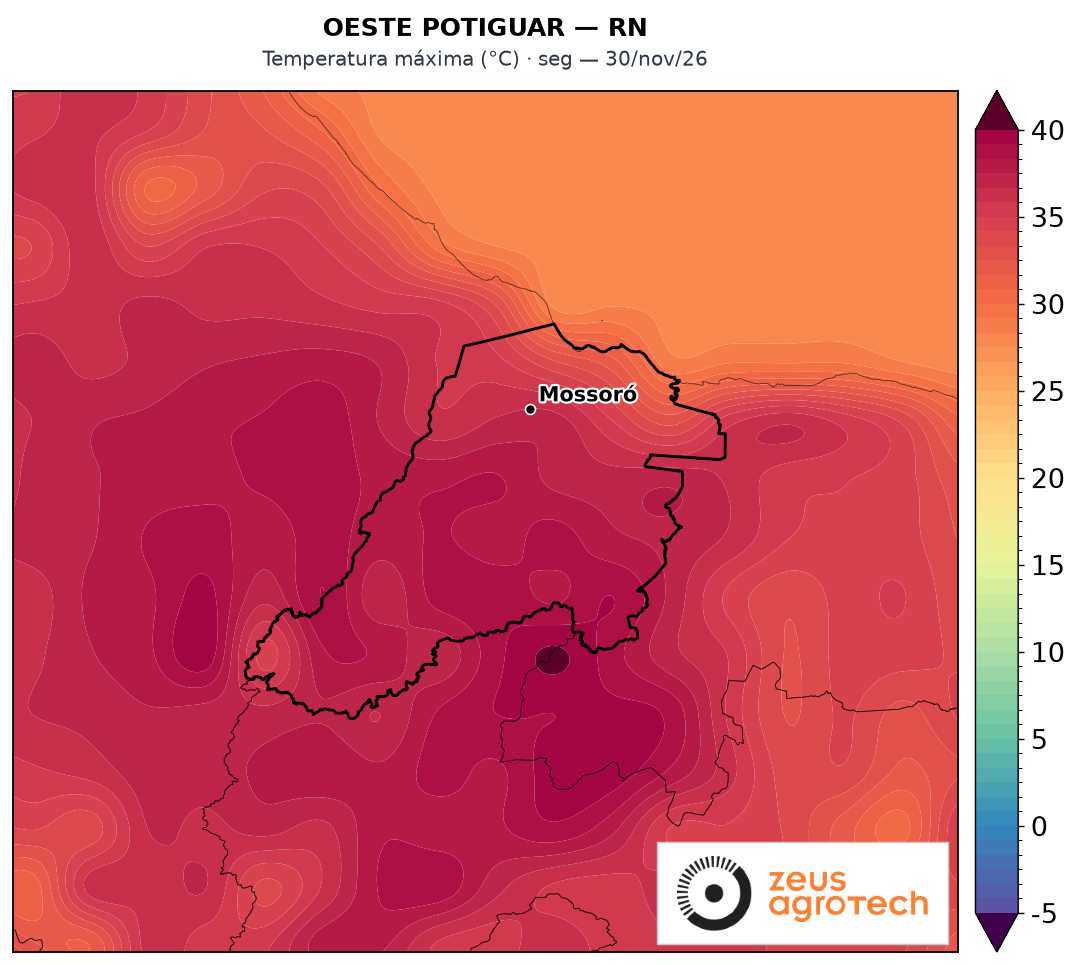 OESTE POTIGUAR — RN
Temperatura máxima (°C) · seg — 30/nov/26
Mossoró
40
35
30
25
20
15
10
5
0
-5
zeus
agrotech